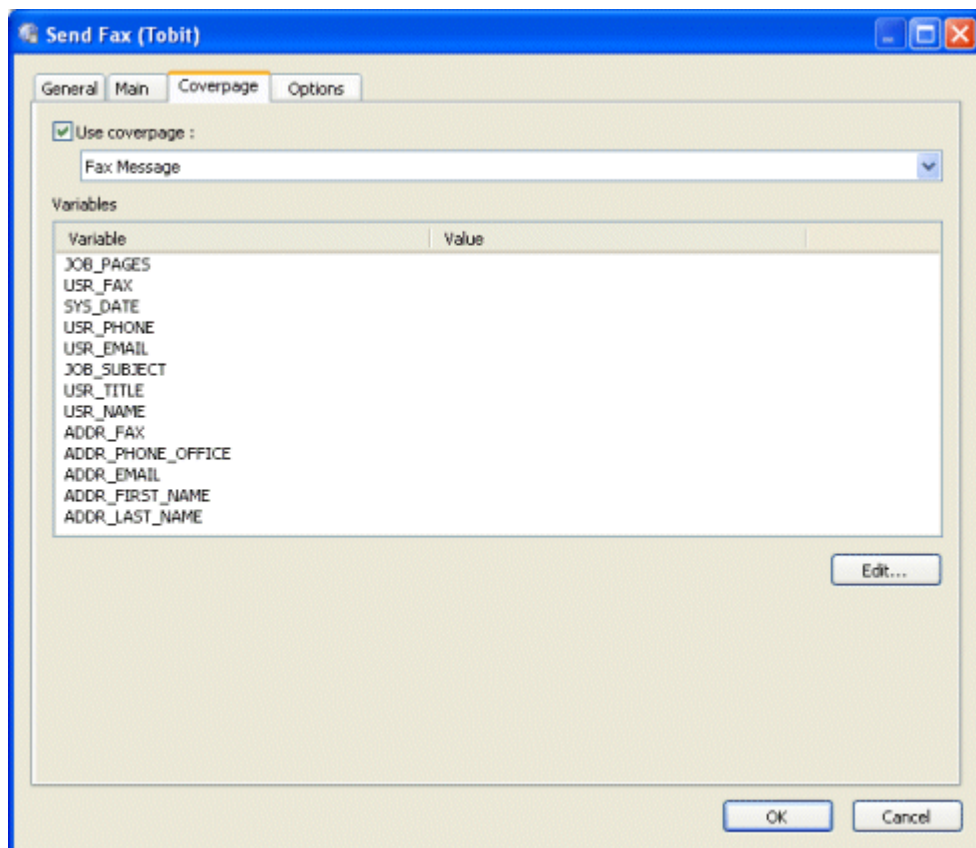 Send Fax (Tobit)
General Main Coverpage Options
Use coverpage :
Fax Message
Variables
Variable Value
JOB_PAGES
USR_FAX
SYS_DATE
USR_PHONE
USR_EMAIL
JOB_SUBJECT
USR_TITLE
USR_NAME
ADDR_FAX
ADDR_PHONE_OFFICE
ADDR_EMAIL
ADDR_FIRST_NAME
ADDR_LAST_NAME
Edit...
OK Cancel